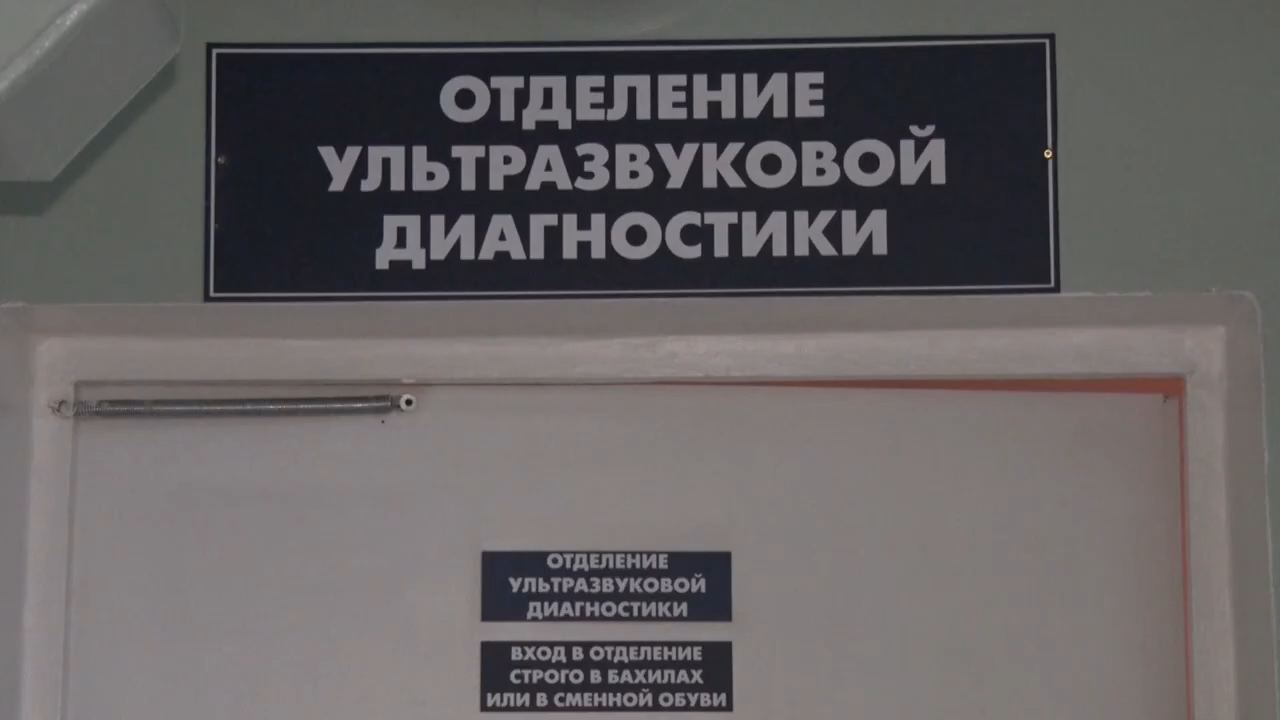 ОТДЕЛЕНИЕ
УЛЬТРАЗВУКОВОЙ
ДИАГНОСТИКИ
ОТДЕЛЕНИЕ
УЛЬТРАЗВУКОВОЙ
ДИАГНОСТИКИ
ВХОД В ОТДЕЛЕНИЕ
СТРОГО В БАХИЛАХ
ИЛИ В СМЕННОЙ ОБУВИ